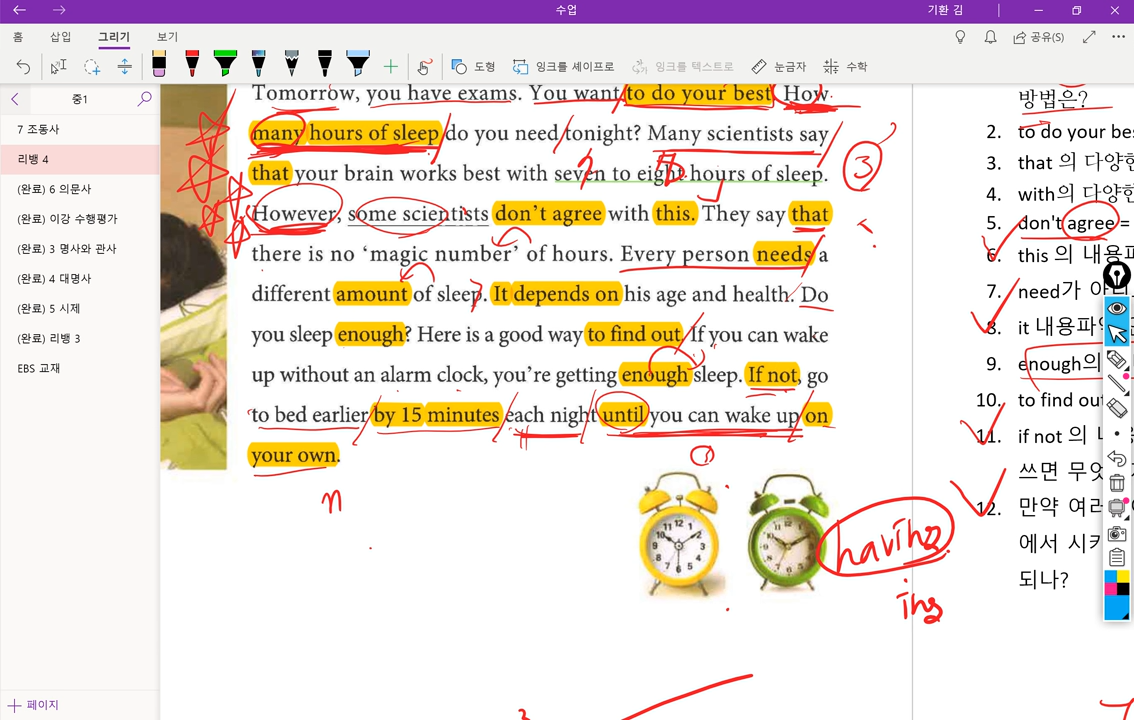 수업
기환 김
홈 삽입 그리기 보기
공유(S)
도형 잉크를 셰이프로 잉크를 텍스트로 눈금자 수학
중1
7 조동사
리뱅 4
(완료) 6 의문사
(완료) 이강 수행평가
(완료) 3 명사와 관사
(완료) 4 대명사
(완료) 5 시제
(완료) 리뱅 3
EBS 교재
페이지
Tomorrow, you have exams. You want to do your best. How
many hours of sleep do you need tonight? Many scientists say
that your brain works best with seven to eight hours of sleep.
However, some scientists don't agree with this. They say that
there is no 'magic number' of hours. Every person needs a
different amount of sleep. It depends on his age and health. Do
you sleep enough? Here is a good way to find out. If you can wake
up without an alarm clock, you're getting enough sleep. If not, go
to bed earlier by 15 minutes each night until you can wake up on
your own.
3
n
having
ing
방법은?
2. to do your
3. that 의 다양한
4. with의 다양한
5. don't agree =
6. this 의 내용파
7. need가
8. it 내용파
9. enough의
10. to find out
11. if not 의
쓰면
12. 만약
에서
되나?